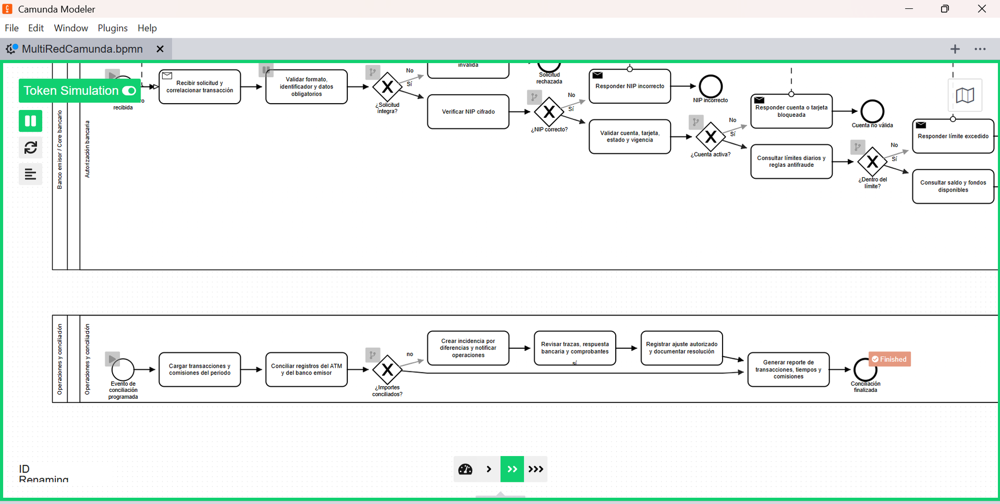 Camunda Modeler
File Edit Window Plugins Help
MultiRedCamunda.bpmn
Token Simulation
recibida
Banco emisor / Core bancario
Autorización bancaria
Recibir solicitud y
correlacionar transacción
Validar formato,
identificador y datos
obligatorios
No
Sí
¿Solicitud
íntegra?
inválida
Solicitud
rechazada
Verificar NIP cifrado
No
Sí
¿NIP correcto?
Responder NIP incorrecto
NIP incorrecto
Validar cuenta, tarjeta,
estado y vigencia
No
Sí
¿Cuenta activa?
Responder cuenta o tarjeta
bloqueada
Cuenta no válida
Consultar límites diarios y
reglas antifraude
No
Sí
¿Dentro del
límite?
Responder límite excedido
Consultar saldo y fondos
disponibles
Operaciones y conciliación
Operaciones y conciliación
Evento de
conciliación
programada
Cargar transacciones y
comisiones del periodo
Conciliar registros del ATM
y del banco emisor
no
¿Importes
conciliados?
Crear incidencia por
diferencias y notificar
operaciones
Revisar trazas, respuesta
bancaria y comprobantes
sí
Registrar ajuste autorizado
y documentar resolución
Generar reporte de
transacciones, tiempos y
comisiones
Finished
Conciliación
finalizada
ID
Renaming